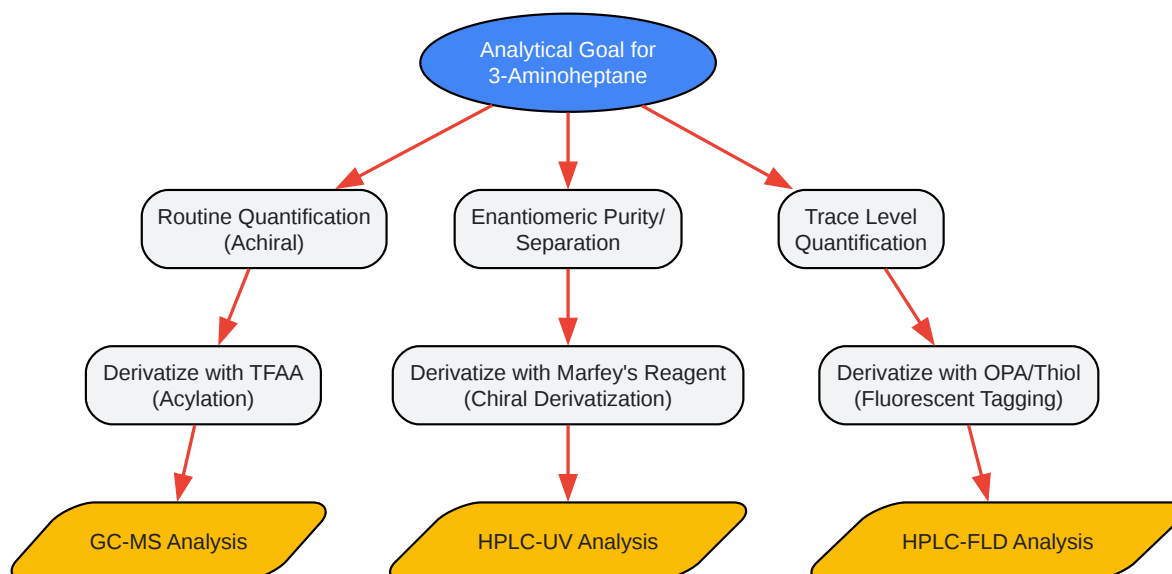 Analytical Goal for
3-Aminoheptane
Routine Quantification
(Achiral)
Enantiomeric Purity/
Separation
Trace Level
Quantification
Derivatize with TFAA
(Acylation)
Derivatize with Marfey's Reagent
(Chiral Derivatization)
Derivatize with OPA/Thiol
(Fluorescent Tagging)
GC-MS Analysis
HPLC-UV Analysis
HPLC-FLD Analysis